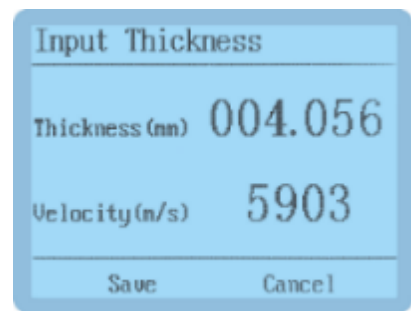 Input Thickness
Thickness(mm) 004.056
Velocity(m/s) 5903
Save Cancel